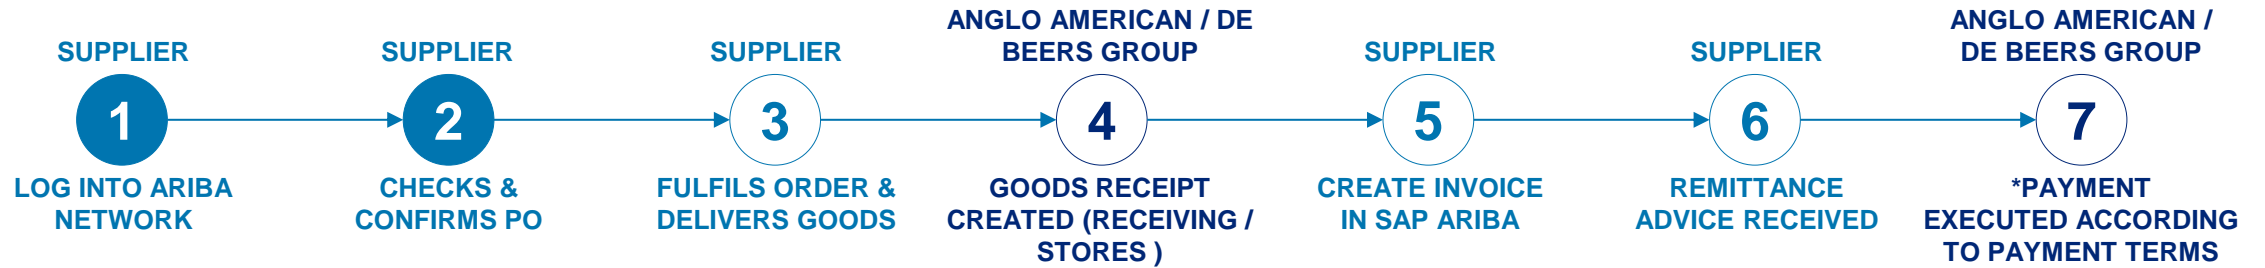 SUPPLIER
1
LOG INTO ARIBA
NETWORK
SUPPLIER
2
CHECKS &
CONFIRMS PO
SUPPLIER
3
FULFILS ORDER &
DELIVERS GOODS
ANGLO AMERICAN / DE
BEERS GROUP
4
GOODS RECEIPT
CREATED (RECEIVING /
STORES )
SUPPLIER
5
CREATE INVOICE
IN SAP ARIBA
SUPPLIER
6
REMITTANCE
ADVICE RECEIVED
ANGLO AMERICAN /
DE BEERS GROUP
7
*PAYMENT
EXECUTED ACCORDING
TO PAYMENT TERMS